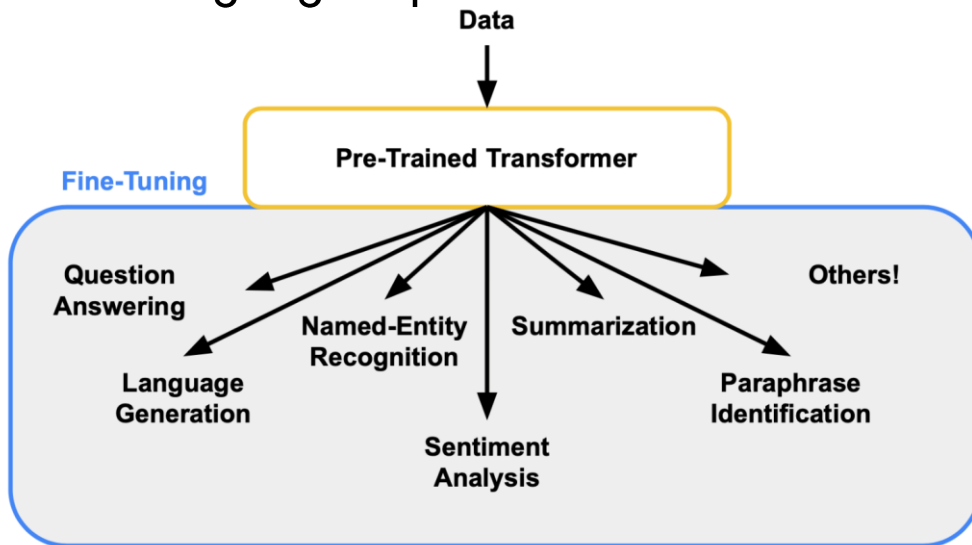 Data
Pre-Trained Transformer
Fine-Tuning
Question
Answering
Others!
Named-Entity
Recognition
Summarization
Language
Generation
Paraphrase
Identification
Sentiment
Analysis